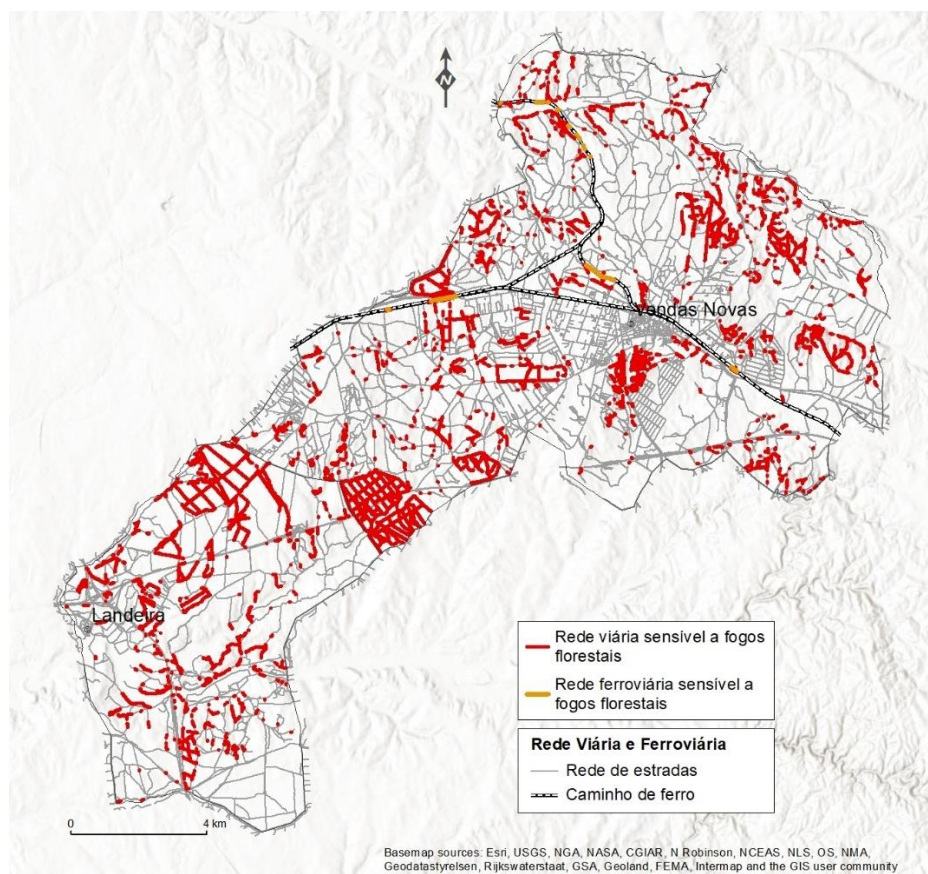 N
Vendas Novas
Landeira
Rede viária sensível a fogos
florestais
Rede ferroviária sensível a
fogos florestais
Rede Viária e Ferroviária
Rede de estradas
Caminho de ferro
0 4 km
Basemap sources: Esri, USGS, NGA, NASA, CGIAR, N Robinson, NCEAS, NLS, OS, NMA,
Geodatastyrelsen, Rijkswaterstaat, GSA, Geoland, FEMA, Intermap and the GIS user community